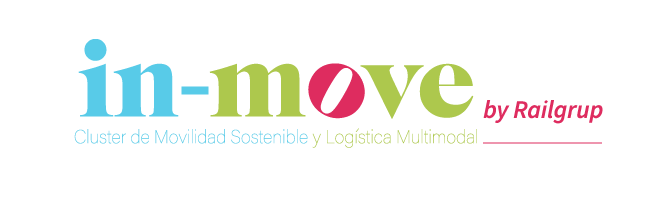 in-move by Railgrup
Cluster de Movilidad Sostenible y Logística Multimodal